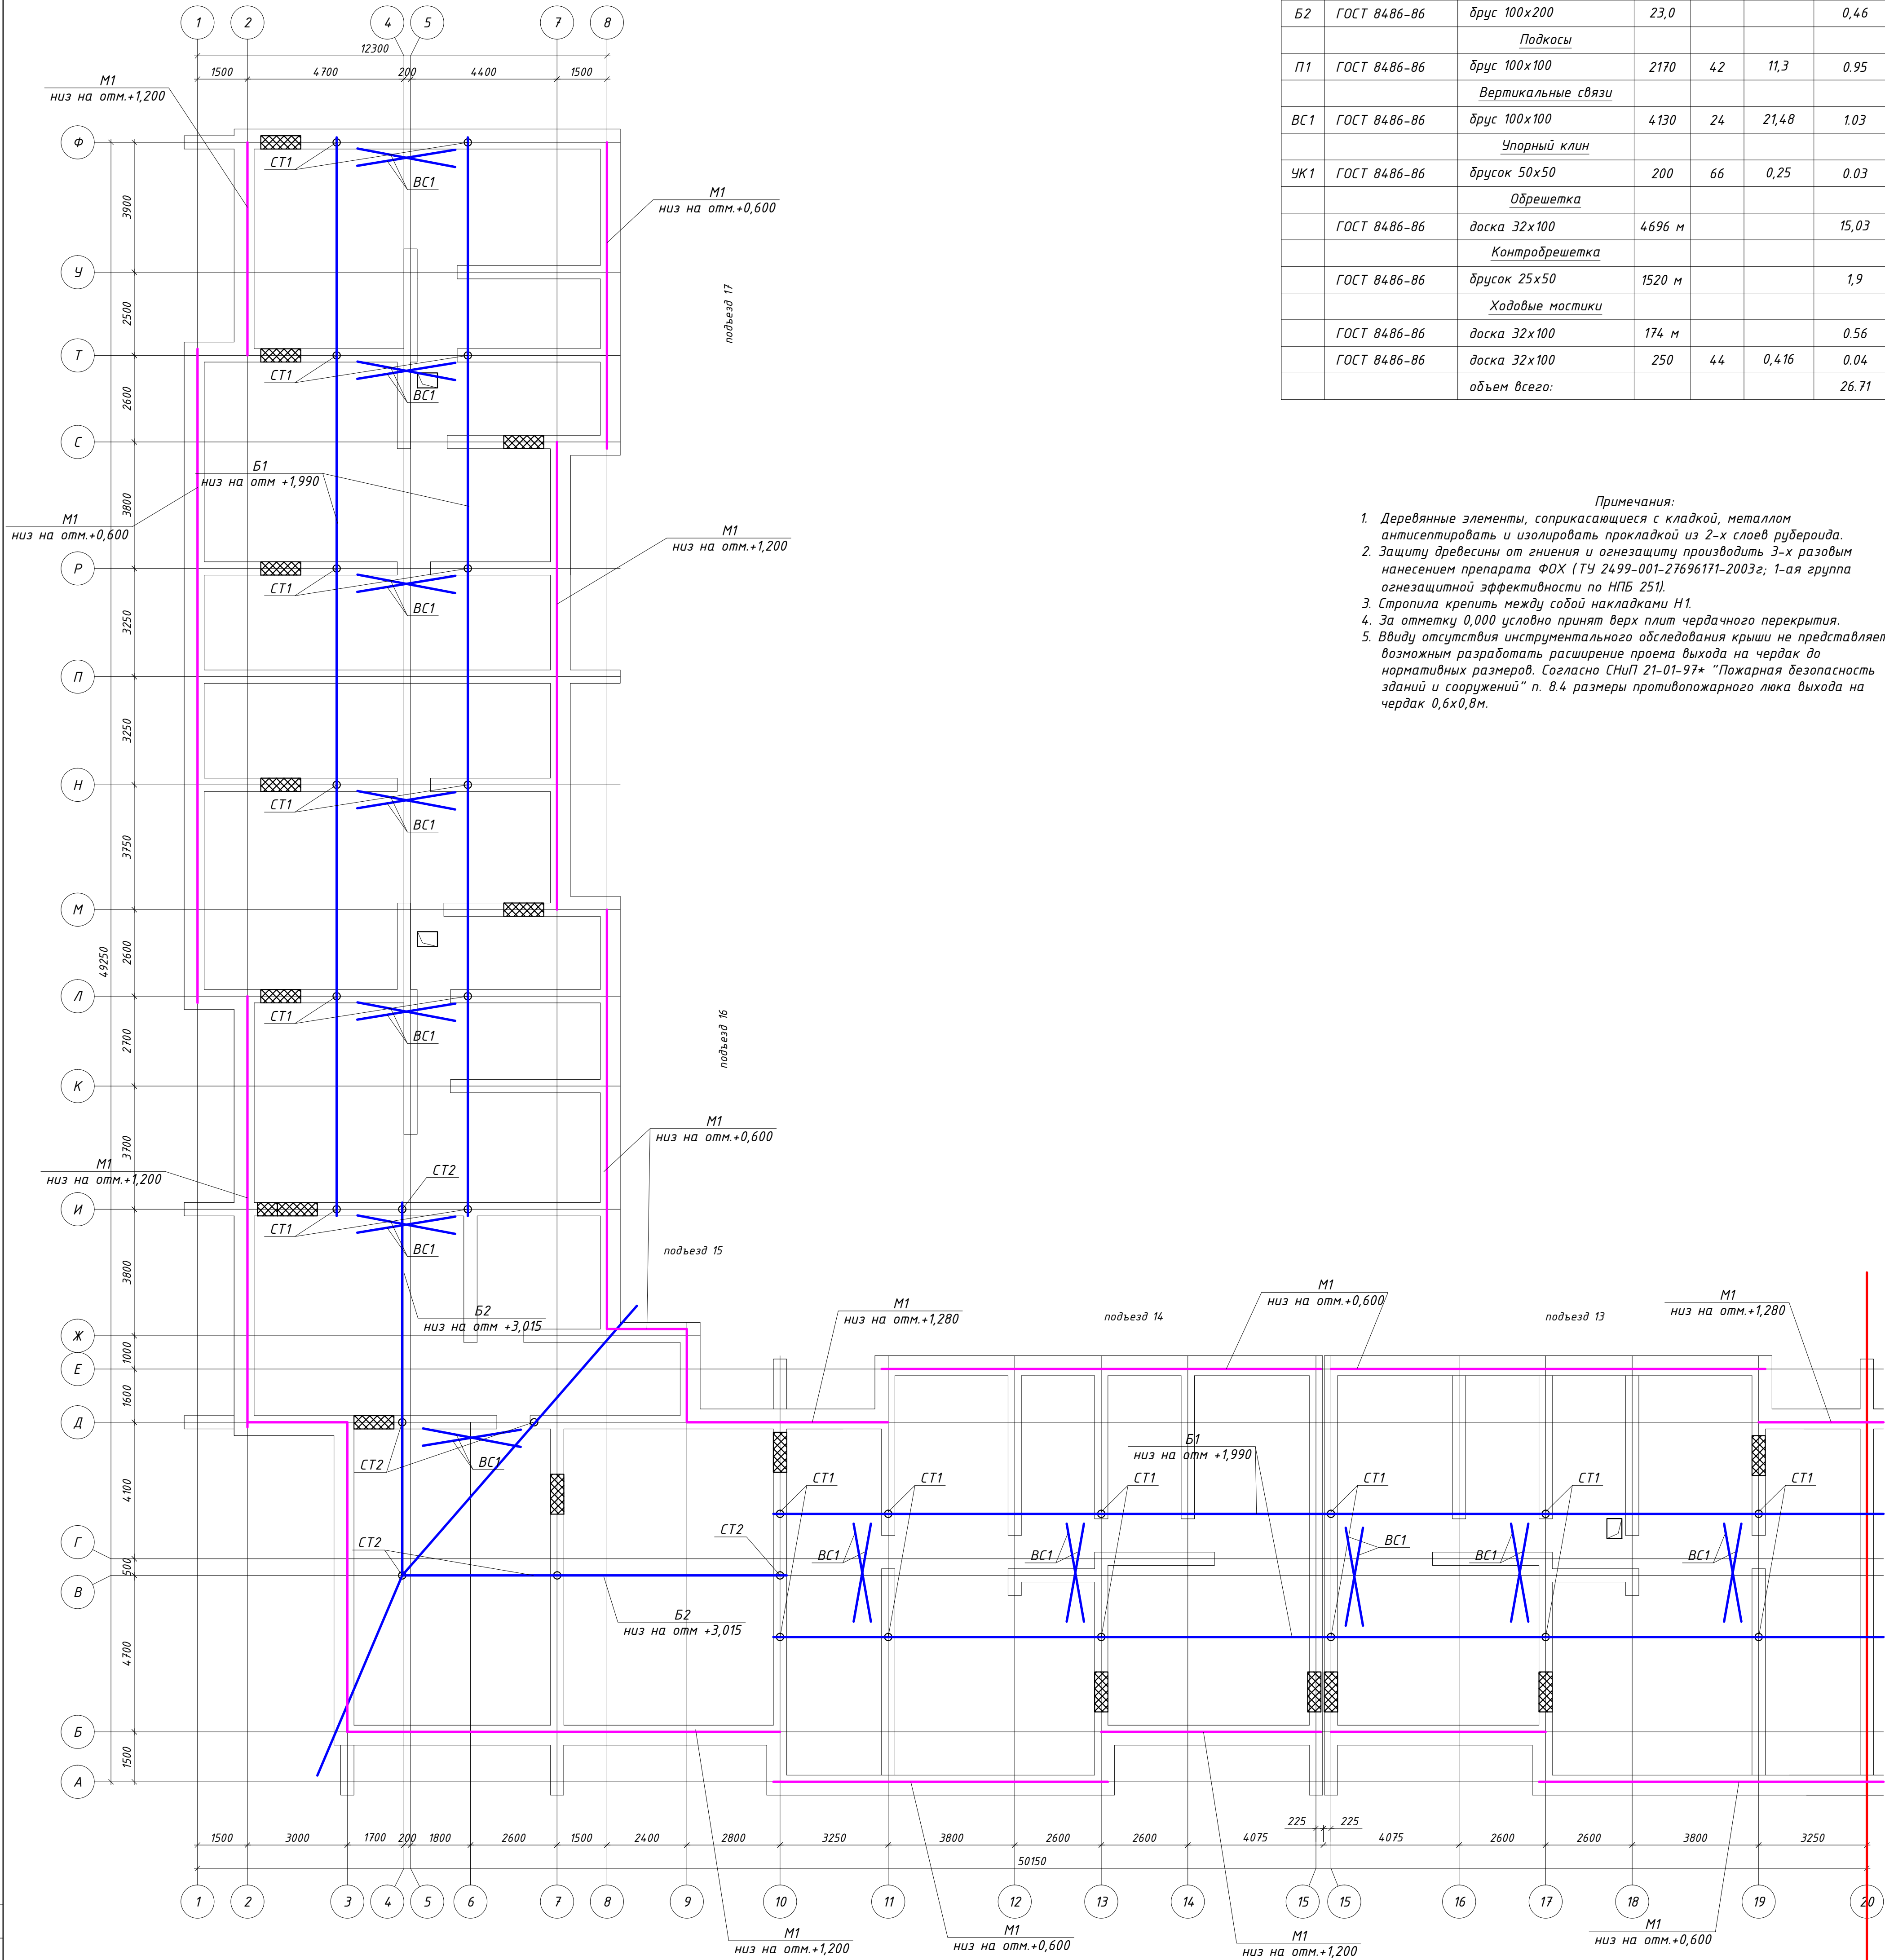 1 2 4 5 7 8
12300
1500 4700 200 4400 1500
М1
низ на отм.+1,200
Ф
СТ1
ВС1
М1
низ на отм.+0,600
3900
У
2500
подъезд 17
Т
СТ1
ВС1
2600
С
Б1
низ на отм +1,990
3800
М1
низ на отм.+0,600
М1
низ на отм.+1,200
Р
СТ1
ВС1
3250
П
3250
Н
СТ1
ВС1
3750
М
49250
2600
Л
СТ1
ВС1
подъезд 16
2700
К
3700
М1
низ на отм.+0,600
М1
низ на отм.+1,200
СТ2
И
СТ1
ВС1
подъезд 15
3800
Б2
низ на отм +3,015
М1
низ на отм.+1,280
подъезд 14
М1
низ на отм.+0,600
подъезд 13
М1
низ на отм.+1,280
Ж
1000
Е
1600
Д
СТ2
ВС1
Б1
низ на отм +1,990
4100
СТ1 СТ1 СТ1 СТ1 СТ1 СТ1
СТ2
СТ2
Г
500
В
ВС1 ВС1 ВС1 ВС1 ВС1
Б2
низ на отм +3,015
4700
Б
1500
А
225 225
1500 3000 1700 200 1800 2600 1500 2400 2800 3250 3800 2600 2600 4075 4075 2600 2600 3800 3250
50150
1 2 3 4 5 6 7 8 9 10 11 12 13 14 15 15 16 17 18 19 20
М1
низ на отм.+1,200
М1
низ на отм.+0,600
М1
низ на отм.+1,200
М1
низ на отм.+0,600
Б2 ГОСТ 8486-86 брус 100х200 23,0 0,46
Подкосы
П1 ГОСТ 8486-86 брус 100х100 2170 42 11,3 0.95
Вертикальные связи
ВС1 ГОСТ 8486-86 брус 100х100 4130 24 21,48 1.03
Упорный клин
УК1 ГОСТ 8486-86 брусок 50х50 200 66 0,25 0.03
Обрешетка
ГОСТ 8486-86 доска 32х100 4696 м 15,03
Контробрешетка
ГОСТ 8486-86 брусок 25х50 1520 м 1,9
Ходовые мостики
ГОСТ 8486-86 доска 32х100 174 м 0.56
ГОСТ 8486-86 доска 32х100 250 44 0,416 0.04
объем всего: 26.71
Примечания:
1. Деревянные элементы, соприкасающиеся с кладкой, металлом
антисептировать и изолировать прокладкой из 2-х слоев рубероида.
2. Защиту древесины от гниения и огнезащиту производить 3-х разовым
нанесением препарата ФОХ (ТУ 2499-001-27696171-2003г; 1-ая группа
огнезащитной эффективности по НПБ 251).
3. Стропила крепить между собой накладками Н1.
4. За отметку 0,000 условно принят верх плит чердачного перекрытия.
5. Ввиду отсутствия инструментального обследования крыши не представляет
возможным разработать расширение проема выхода на чердак до
нормативных размеров. Согласно СНиП 21-01-97* "Пожарная безопасность
зданий и сооружений" п. 8.4 размеры противопожарного люка выхода на
чердак 0,6х0,8м.